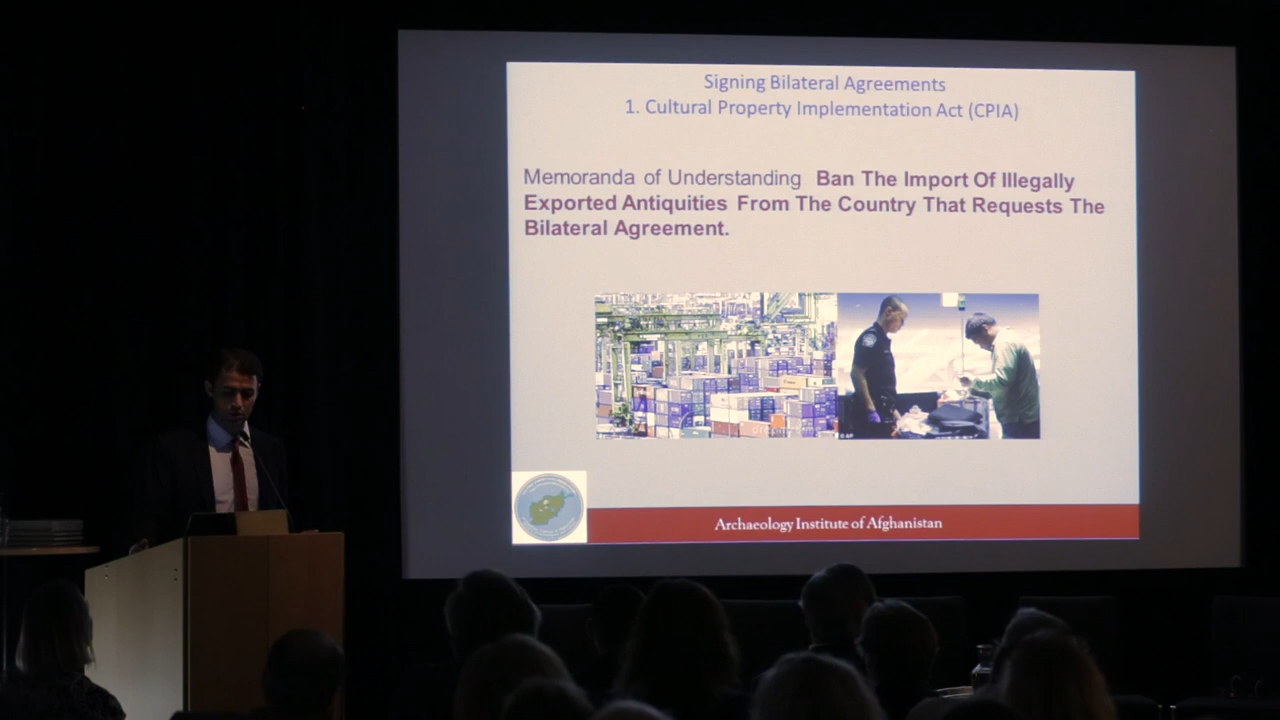 Signing Bilateral Agreements
1. Cultural Property Implementation Act (CPIA)
Memoranda of Understanding Ban The Import Of Illegally
Exported Antiquities From The Country That Requests The
Bilateral Agreement.
Archaeology Institute of Afghanistan